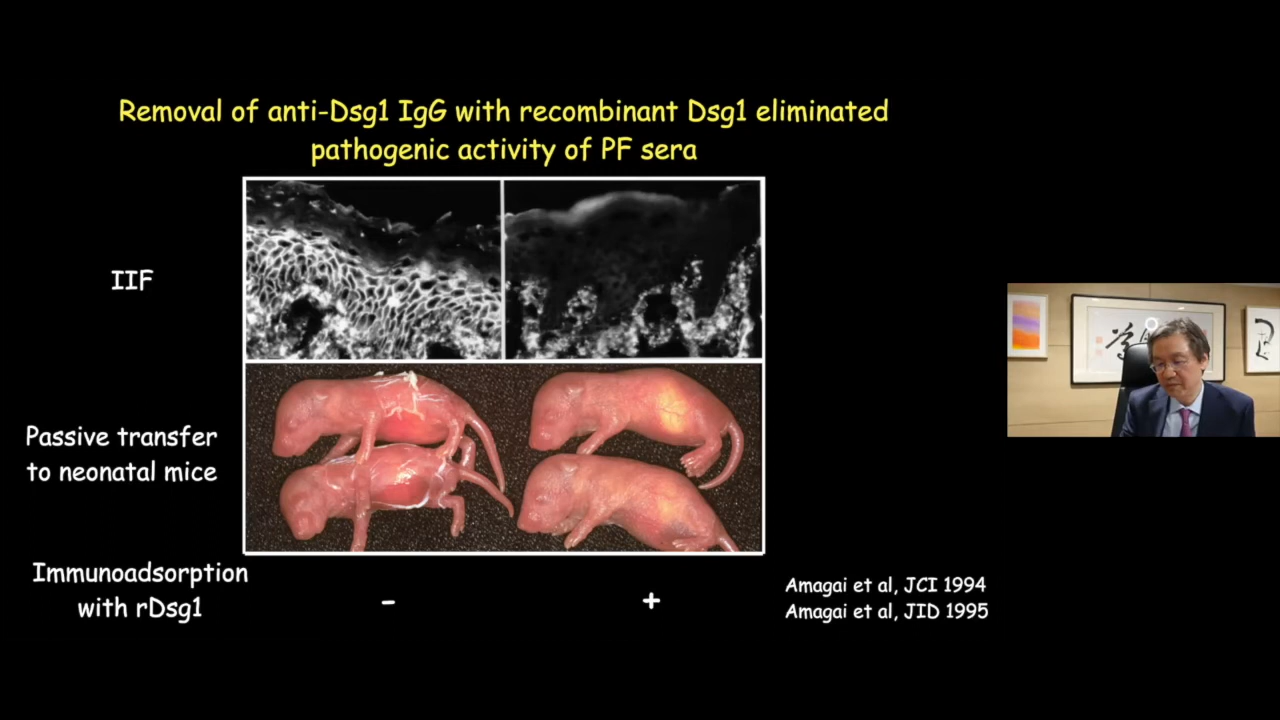 Removal of anti-Dsg1 IgG with recombinant Dsg1 eliminated
pathogenic activity of PF sera
IIF
Passive transfer
to neonatal mice
Immunoadsorption
with rDsg1
-
+
Amagai et al, JCI 1994
Amagai et al, JID 1995